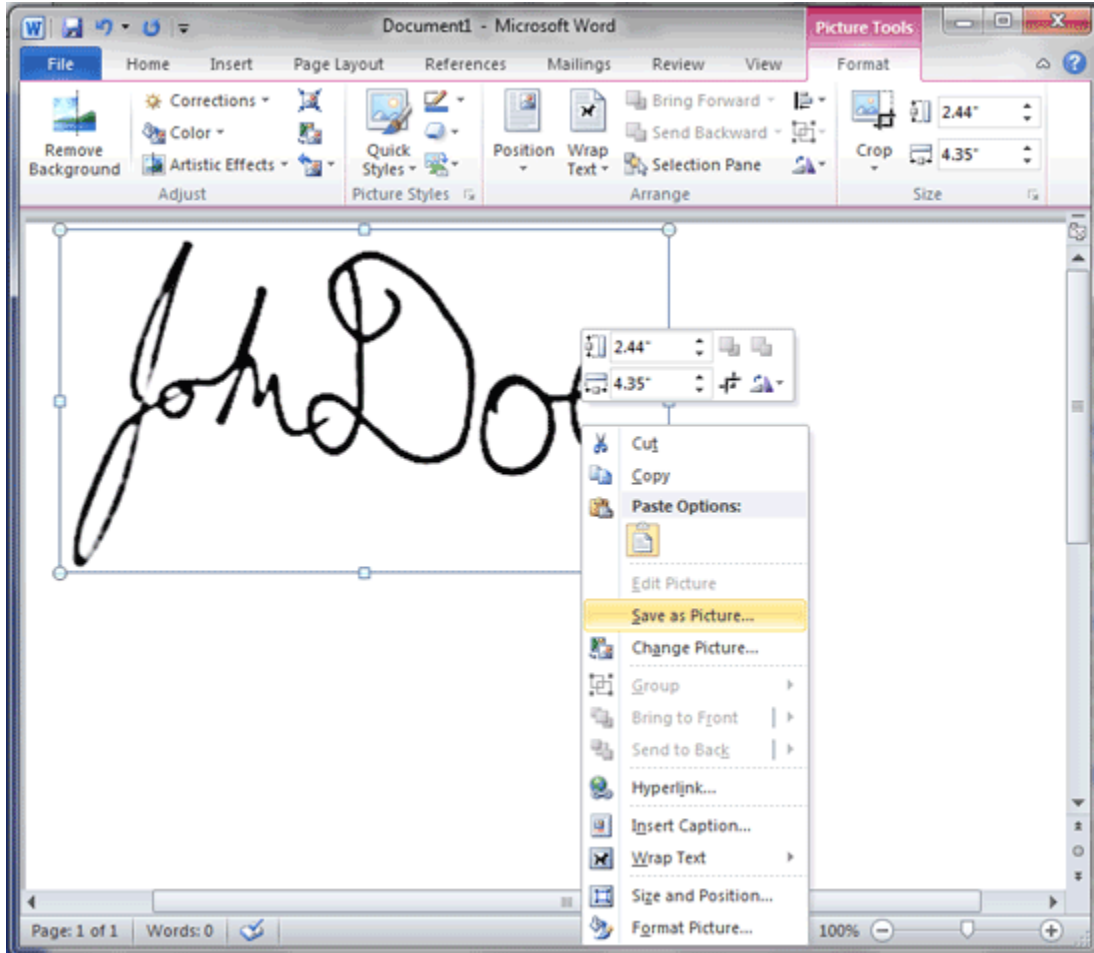 Document1 - Microsoft Word
Picture Tools
File Home Insert Page Layout References Mailings Review View Format
Remove Background
Corrections
Color
Artistic Effects
Adjust
Quick Styles
Picture Styles
Position
Wrap Text
Bring Forward
Send Backward
Selection Pane
Arrange
Crop
2.44"
4.35"
Size
John Do
2.44"
4.35"
Cut
Copy
Paste Options:
Edit Picture
Save as Picture...
Change Picture...
Group
Bring to Front
Send to Back
Hyperlink...
Insert Caption...
Wrap Text
Size and Position...
Format Picture...
Page: 1 of 1 Words: 0 100%